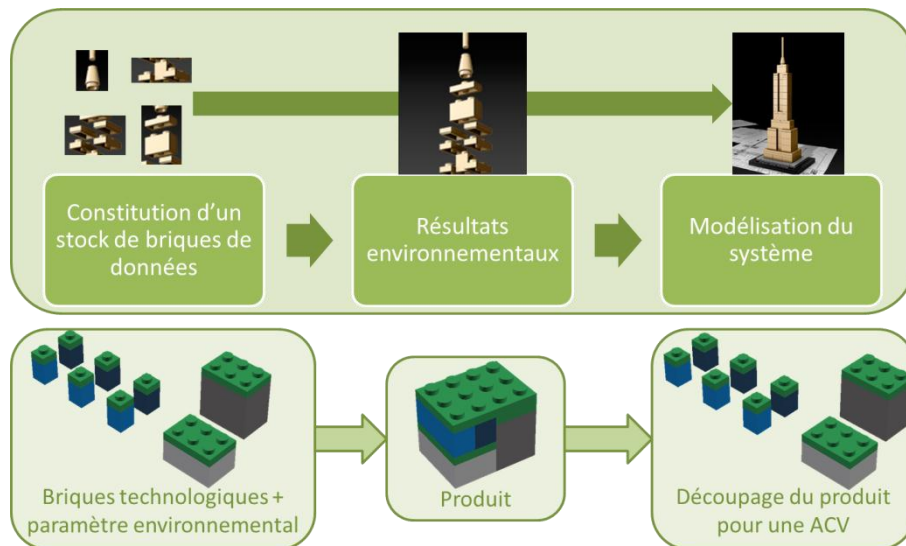 Constitution d'un
stock de briques de
données
Résultats
environnementaux
Modélisation du
système
Briques technologiques +
paramètre environnemental
Produit
Découpage du produit
pour une ACV